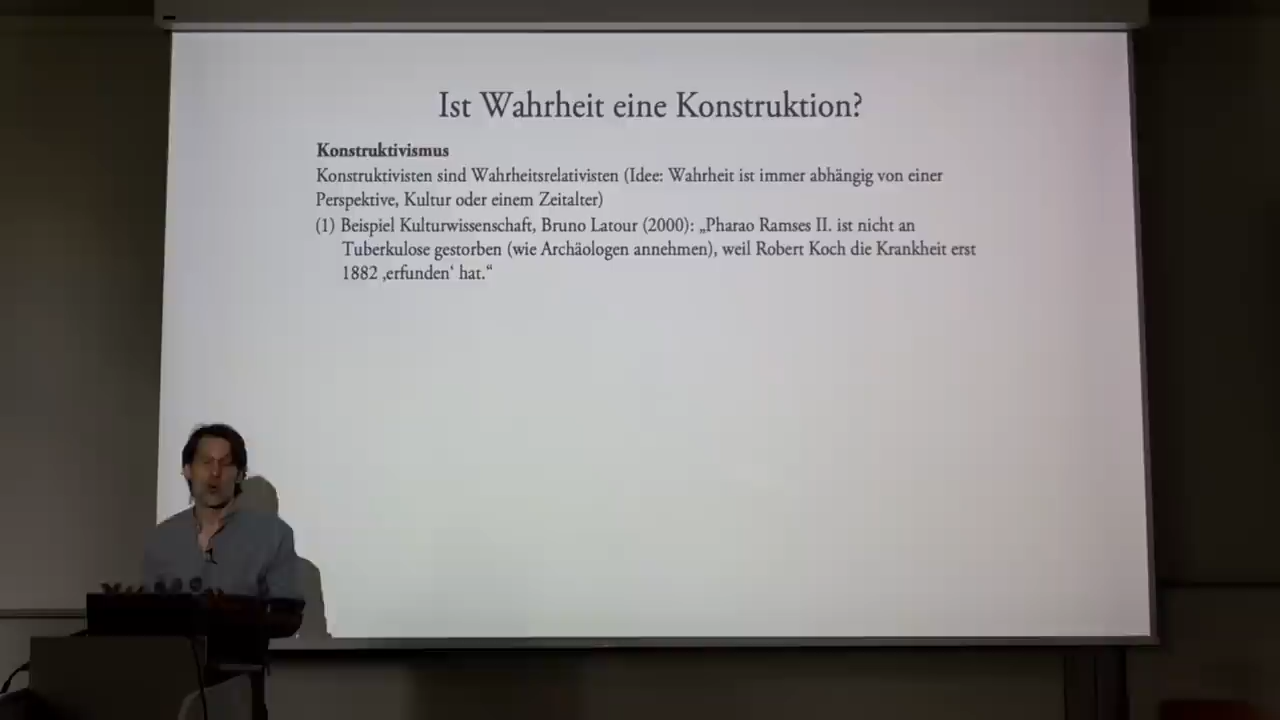 Ist Wahrheit eine Konstruktion?
Konstruktivismus
Konstruktivisten sind Wahrheitsrelativisten (Idee: Wahrheit ist immer abhängig von einer
Perspektive, Kultur oder einem Zeitalter)
(1) Beispiel Kulturwissenschaft, Bruno Latour (2000): „Pharao Ramses II. ist nicht an
Tuberkulose gestorben (wie Archäologen annehmen), weil Robert Koch die Krankheit erst
1882 ‚erfunden‘ hat.“